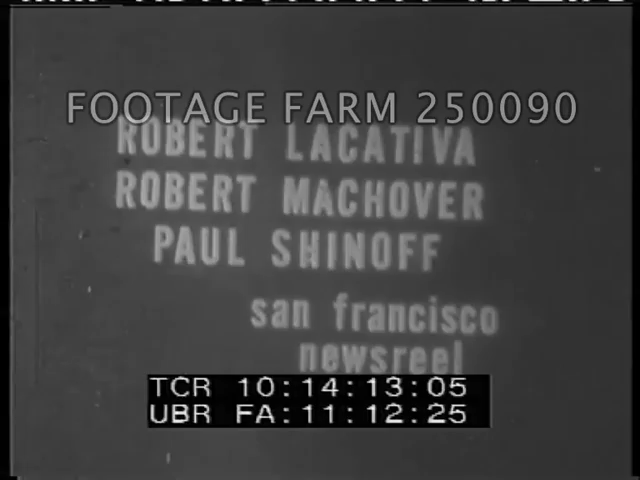 FOOTAGE FARM 250090
ROBERT LACATIVA
ROBERT MACHOVER
PAUL SHINOFF
san francisco
newsreel
TCR 10:14:13:05
UBR FA:11:12:25